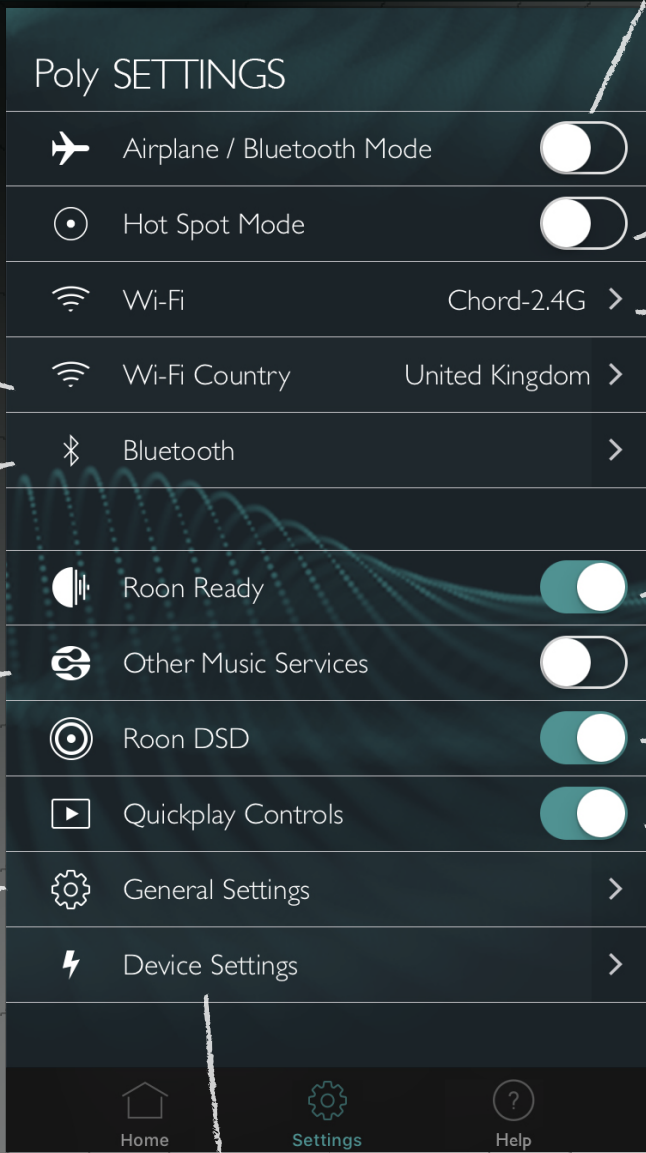 Poly SETTINGS
Airplane / Bluetooth Mode
Hot Spot Mode
Wi-Fi Chord-2.4G
Wi-Fi Country United Kingdom
Bluetooth
Roon Ready
Other Music Services
Roon DSD
Quickplay Controls
General Settings
Device Settings
Home Settings Help